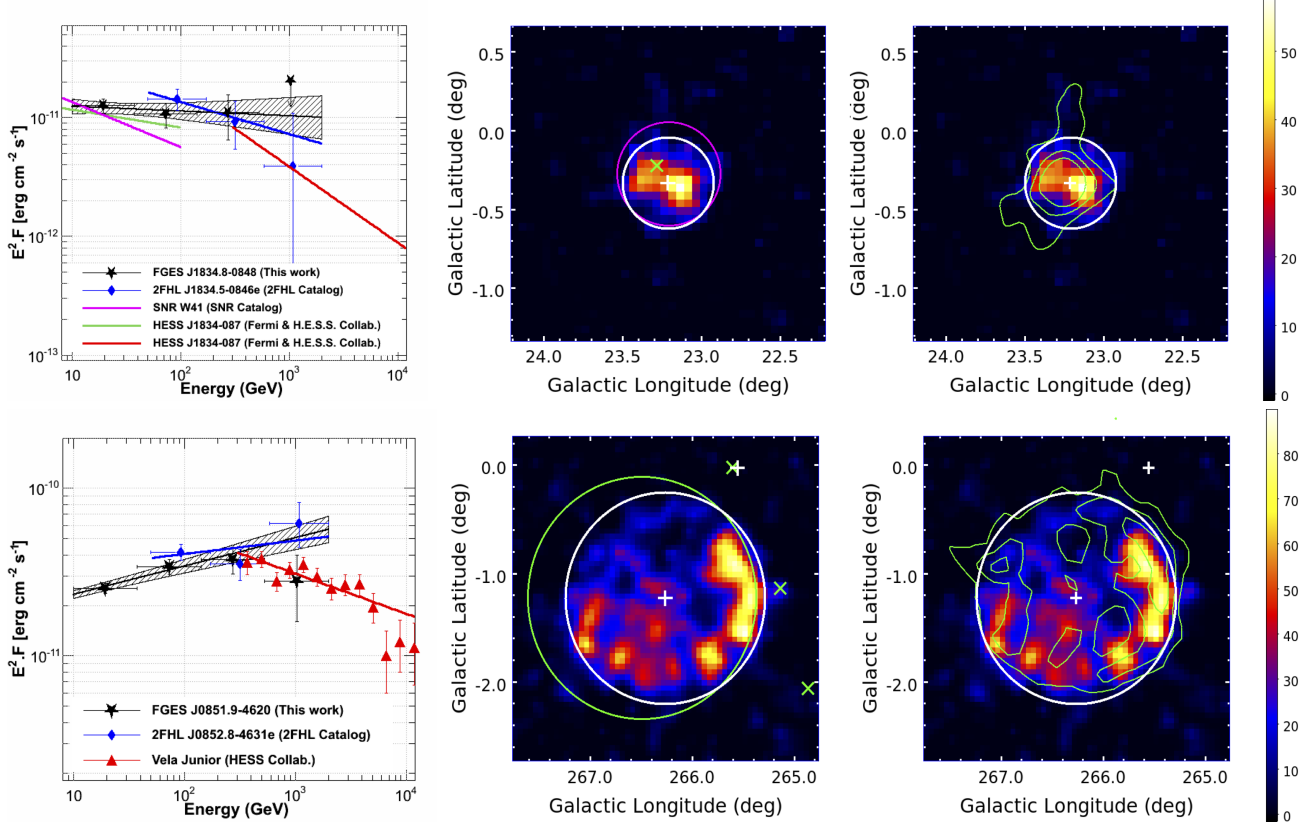 10⁻¹¹
10⁻¹²
10⁻¹³
E².F [erg cm⁻² s⁻¹]
FGES J1834.8-0848 (This work)
2FHL J1834.5-0846e (2FHL Catalog)
SNR W41 (SNR Catalog)
HESS J1834-087 (Fermi & H.E.S.S. Collab.)
HESS J1834-087 (Fermi & H.E.S.S. Collab.)
10 10² 10³ 10⁴
Energy (GeV)
0.5
0.0
-0.5
-1.0
Galactic Latitude (deg)
24.0 23.5 23.0 22.5
Galactic Longitude (deg)
0.5
0.0
-0.5
-1.0
Galactic Latitude (deg)
24.0 23.5 23.0 22.5
Galactic Longitude (deg)
50
40
30
20
10
0
10⁻¹⁰
10⁻¹¹
E².F [erg cm⁻² s⁻¹]
FGES J0851.9-4620 (This work)
2FHL J0852.8-4631e (2FHL Catalog)
Vela Junior (HESS Collab.)
10 10² 10³ 10⁴
Energy (GeV)
0.0
-1.0
-2.0
Galactic Latitude (deg)
267.0 266.0 265.0
Galactic Longitude (deg)
0.0
-1.0
-2.0
Galactic Latitude (deg)
267.0 266.0 265.0
Galactic Longitude (deg)
80
70
60
50
40
30
20
10
0